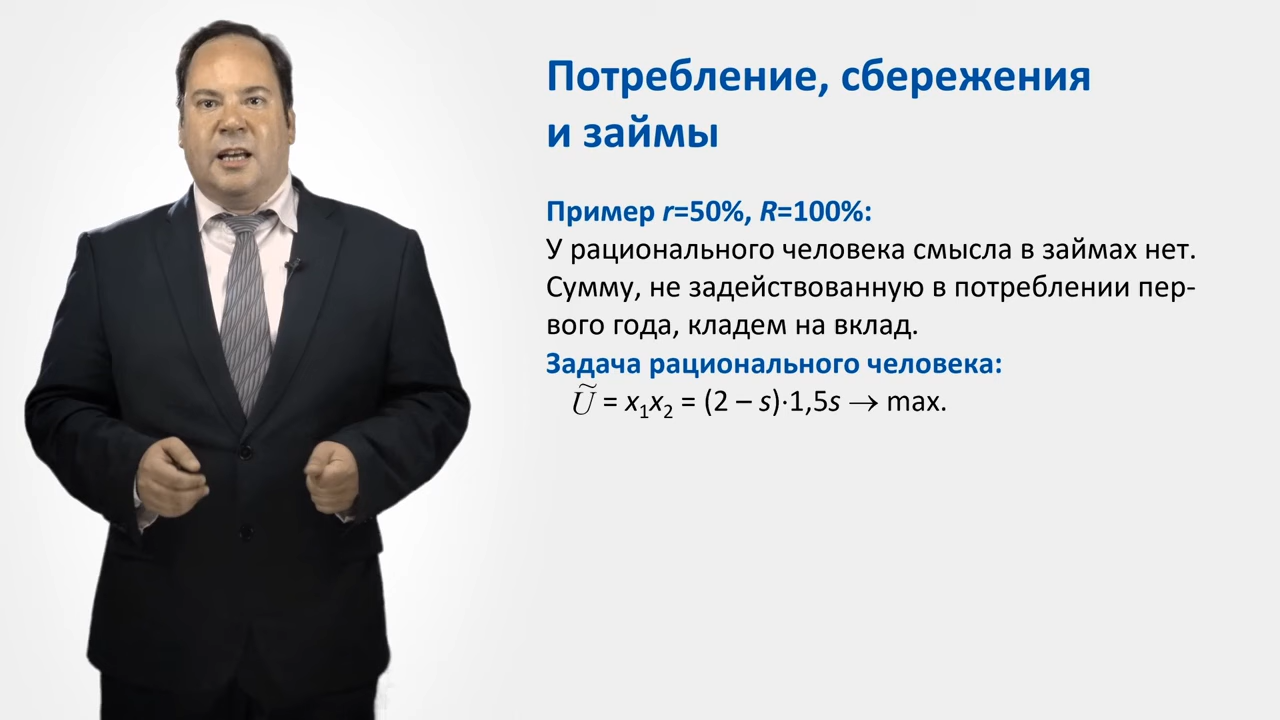 Потребление, сбережения
и займы
Пример r=50%, R=100%:
У рационального человека смысла в займах нет.
Сумму, не задействованную в потреблении пер-
вого года, кладем на вклад.
Задача рационального человека:
Ũ = x₁x₂ = (2 – s)·1,5s → max.